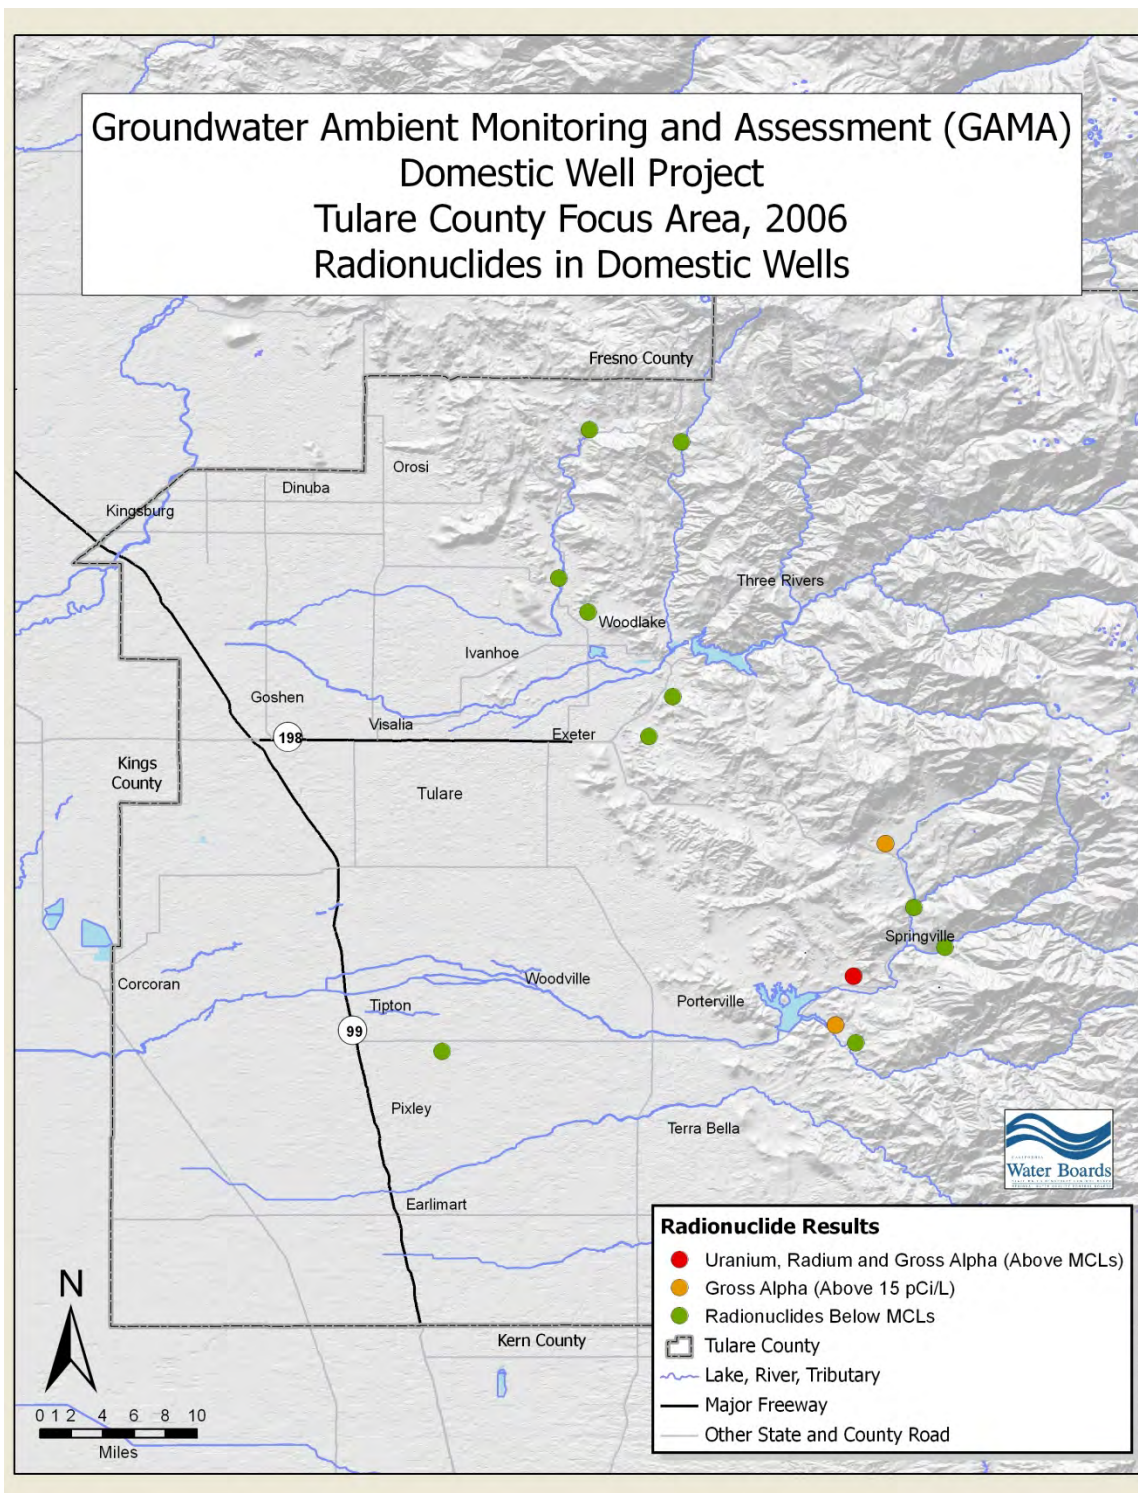 Groundwater Ambient Monitoring and Assessment (GAMA)
Domestic Well Project
Tulare County Focus Area, 2006
Radionuclides in Domestic Wells
Fresno County
Orosi
Dinuba
Kingsburg
Three Rivers
Woodlake
Ivanhoe
Goshen
Visalia
Exeter
198
Kings
County
Tulare
Springville
Corcoran
Woodville
Tipton
Porterville
99
Pixley
Terra Bella
CALIFORNIA
Water Boards
Earlimart
Radionuclide Results
Uranium, Radium and Gross Alpha (Above MCLs)
Gross Alpha (Above 15 pCi/L)
Radionuclides Below MCLs
Tulare County
Lake, River, Tributary
Major Freeway
Other State and County Road
Kern County
N
0 1 2 4 6 8 10
Miles